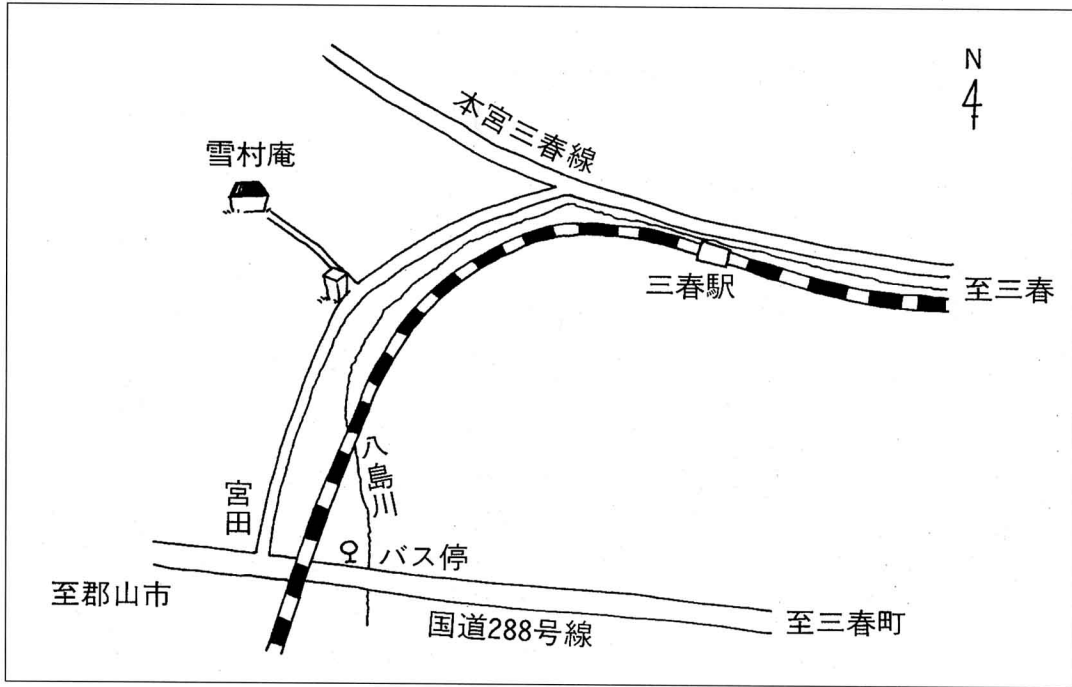 N
本宮三春線
雪村庵
三春駅
至三春
八島川
宮田
バス停
至郡山市
国道288号線
至三春町